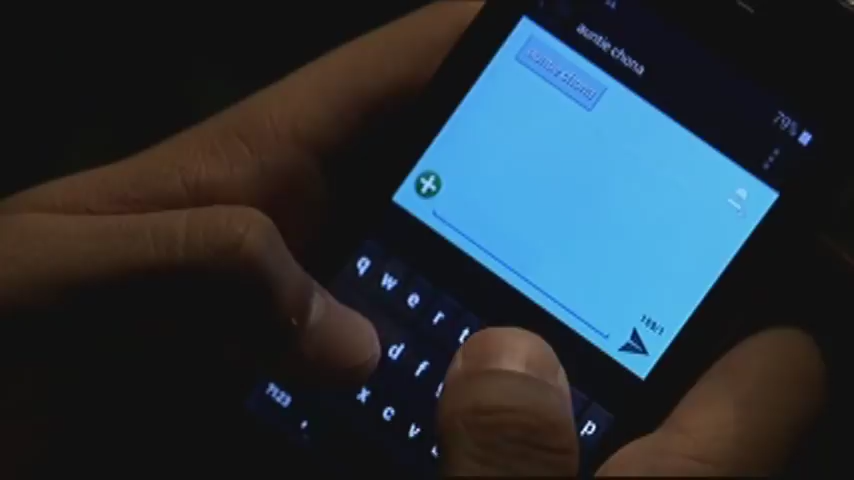 auntie chona
79%
q w e r t
d f
p
x c v
?123 ,